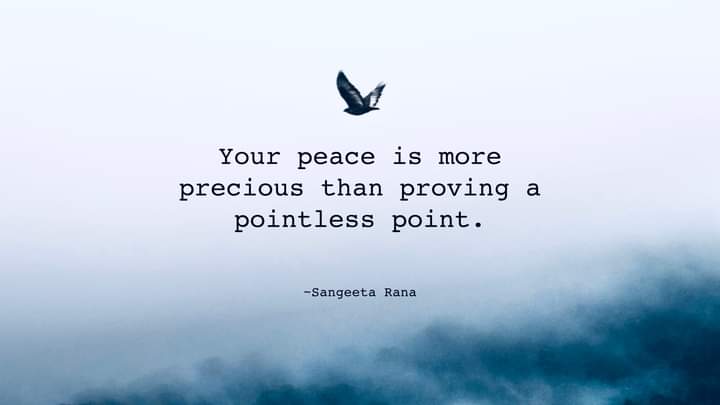 Your peace is more
precious than proving a
pointless point.
~Sangeeta Rana